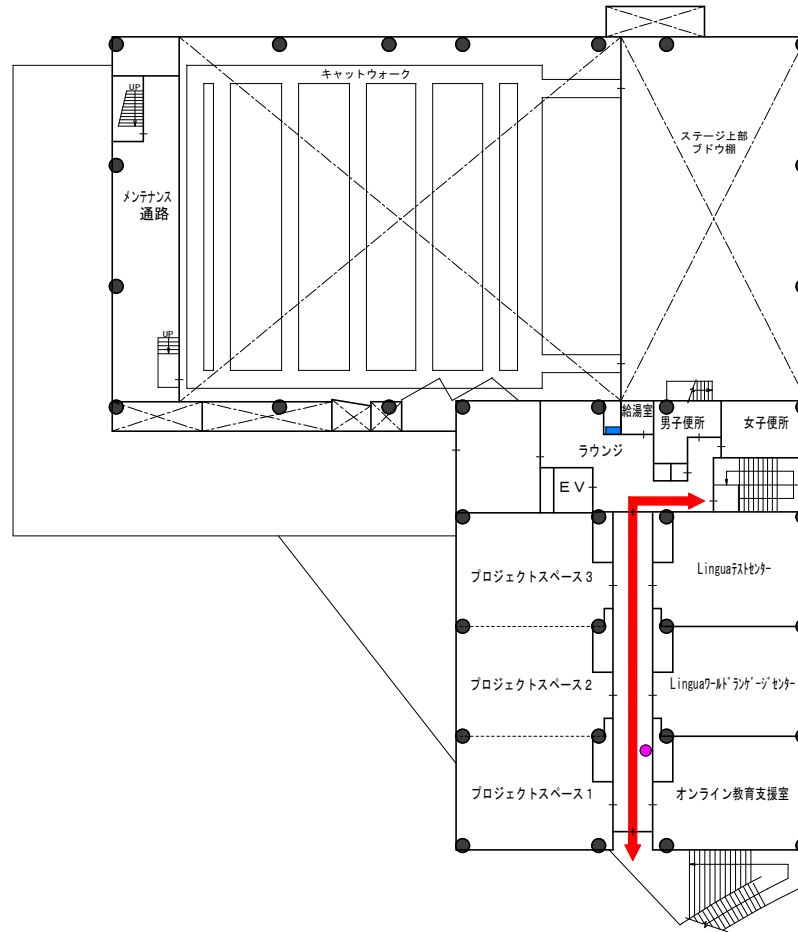 UP
キャットウォーク
ステージ上部
ブドウ棚
メンテナンス
通路
UP
給湯室
男子便所
女子便所
ラウンジ
EV
プロジェクトスペース3
Linguaテストセンター
プロジェクトスペース2
Linguaワールドランゲージセンター
プロジェクトスペース1
オンライン教育支援室